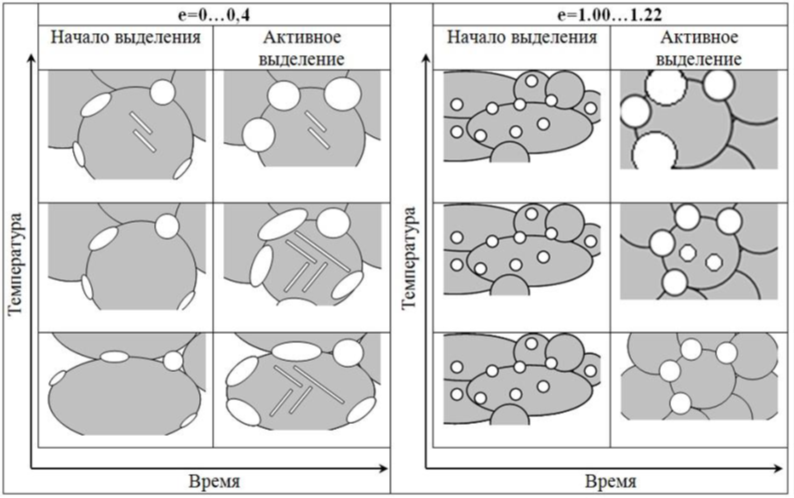 e=0…0,4
e=1.00…1.22
Начало выделения
Активное
выделение
Начало выделения
Активное
выделение
Температура
Температура
Время
Время